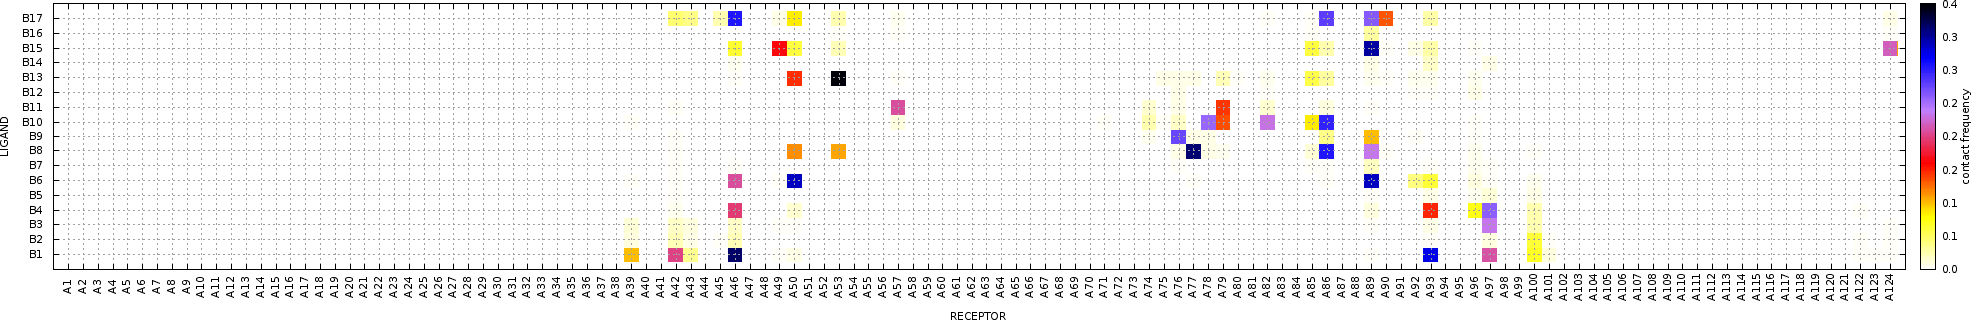 B17
B16
B15
B14
B13
B12
B11
B10
B9
B8
B7
B6
B5
B4
B3
B2
B1
LIGAND
A1 A2 A3 A4 A5 A6 A7 A8 A9 A10 A11 A12 A13 A14 A15 A16 A17 A18 A19 A20 A21 A22 A23 A24 A25 A26 A27 A28 A29 A30 A31 A32 A33 A34 A35 A36 A37 A38 A39 A40 A41 A42 A43 A44 A45 A46 A47 A48 A49 A50 A51 A52 A53 A54 A55 A56 A57 A58 A59 A60 A61 A62 A63 A64 A65 A66 A67 A68 A69 A70 A71 A72 A73 A74 A75 A76 A77 A78 A79 A80 A81 A82 A83 A84 A85 A86 A87 A88 A89 A90 A91 A92 A93 A94 A95 A96 A97 A98 A99 A100 A101 A102 A103 A104 A105 A106 A107 A108 A109 A110 A111 A112 A113 A114 A115 A116 A117 A118 A119 A120 A121 A122 A123 A124
RECEPTOR
0.4
0.3
0.3
0.2
0.2
0.2
0.1
0.1
0.0
contact frequency